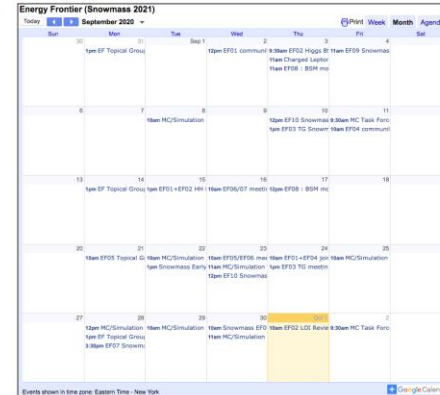 Energy Frontier (Snowmass 2021)
Today September 2020 Print Week Month Agend
Sun Mon Tue Wed Thu Fri Sat
30 31 Sep 1 2 3 4 5
1pm EF Topical Group 12pm EF01 communi 9:30am EF02 Higgs B 11am EF09 Snowmas
11am Charged Lepton
11am EF08 : BSM mo
6 7 8 9 10 11 12
10am MC/Simulation 12pm EF10 Snowmas 9:30am MC Task Forc
1pm EF03 TG Snowm 10am EF04 communit
13 14 15 16 17 18
1pm EF Topical Grou 1pm EF01+EF02 HH 10am EF06/07 meetin 12pm EF08 : BSM mo
20 21 22 23 24 25
10am EF05 Topical G 10am MC/Simulation 10am EF05/EF06 mee 10am EF01+EF04 joi 10am MC/Simulation
1pm Snowmass Early 11am MC/Simulation 1pm EF03 TG meetin
12pm EF10 Snowmas
27 28 29 30 Oct 1 2
12pm MC/Simulation 10am MC/Simulation 10am Snowmass EF0 10am EF02 LOI Revie 9:30am MC Task Forc
1pm EF Topical Grou 11am MC/Simulation
3:30pm EF07 Snowm
Events shown in time zone: Eastern Time - New York
Google Calen